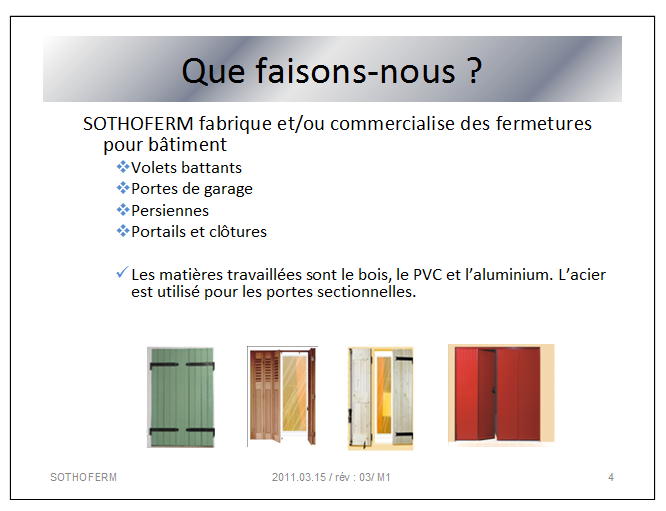 Que faisons-nous ?
SOTHOFERM fabrique et/ou commercialise des fermetures
pour bâtiment
❖Volets battants
❖Portes de garage
❖Persiennes
❖Portails et clôtures
✓Les matières travaillées sont le bois, le PVC et l’aluminium. L’acier
est utilisé pour les portes sectionnelles.
SOTHOFERM 2011.03.15 / rév : 03/ M1 4